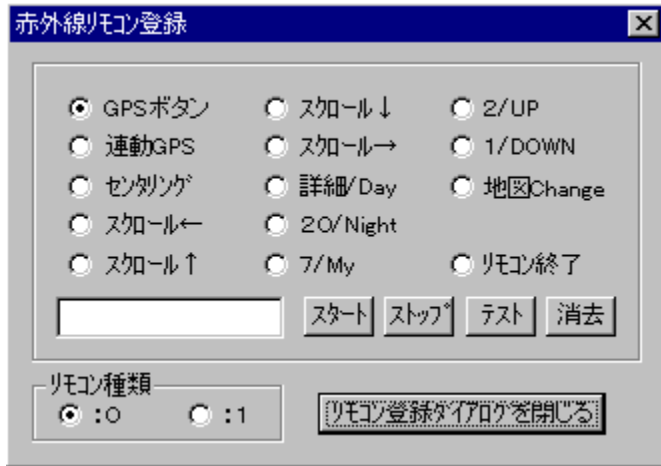 赤外線ﾘﾓｺﾝ登録
GPSボタン ｽｸﾛｰﾙ↓ 2/UP
連動GPS ｽｸﾛｰﾙ→ 1/DOWN
ｾﾝﾀﾘﾝｸﾞ 詳細/Day 地図Change
ｽｸﾛｰﾙ← 20/Night
ｽｸﾛｰﾙ↑ 7/My ﾘﾓｺﾝ終了
ｽﾀｰﾄ ｽﾄｯﾌﾟ ﾃｽﾄ 消去
ﾘﾓｺﾝ種類
:0 :1
ﾘﾓｺﾝ登録ﾀﾞｲｱﾛｸﾞを閉じる